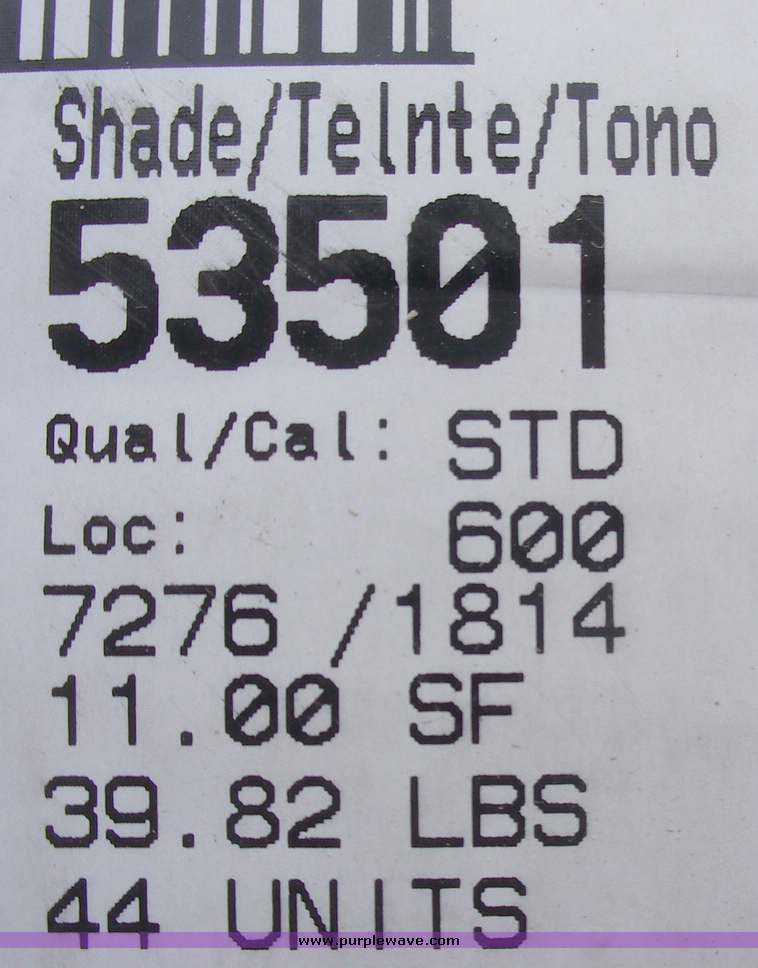 Shade/Telnte/Tono
53501
Qual/Cal: STD
Loc: 600
7276 /1814
11.00 SF
39.82 LBS
44 UNITS
www.purplewave.com